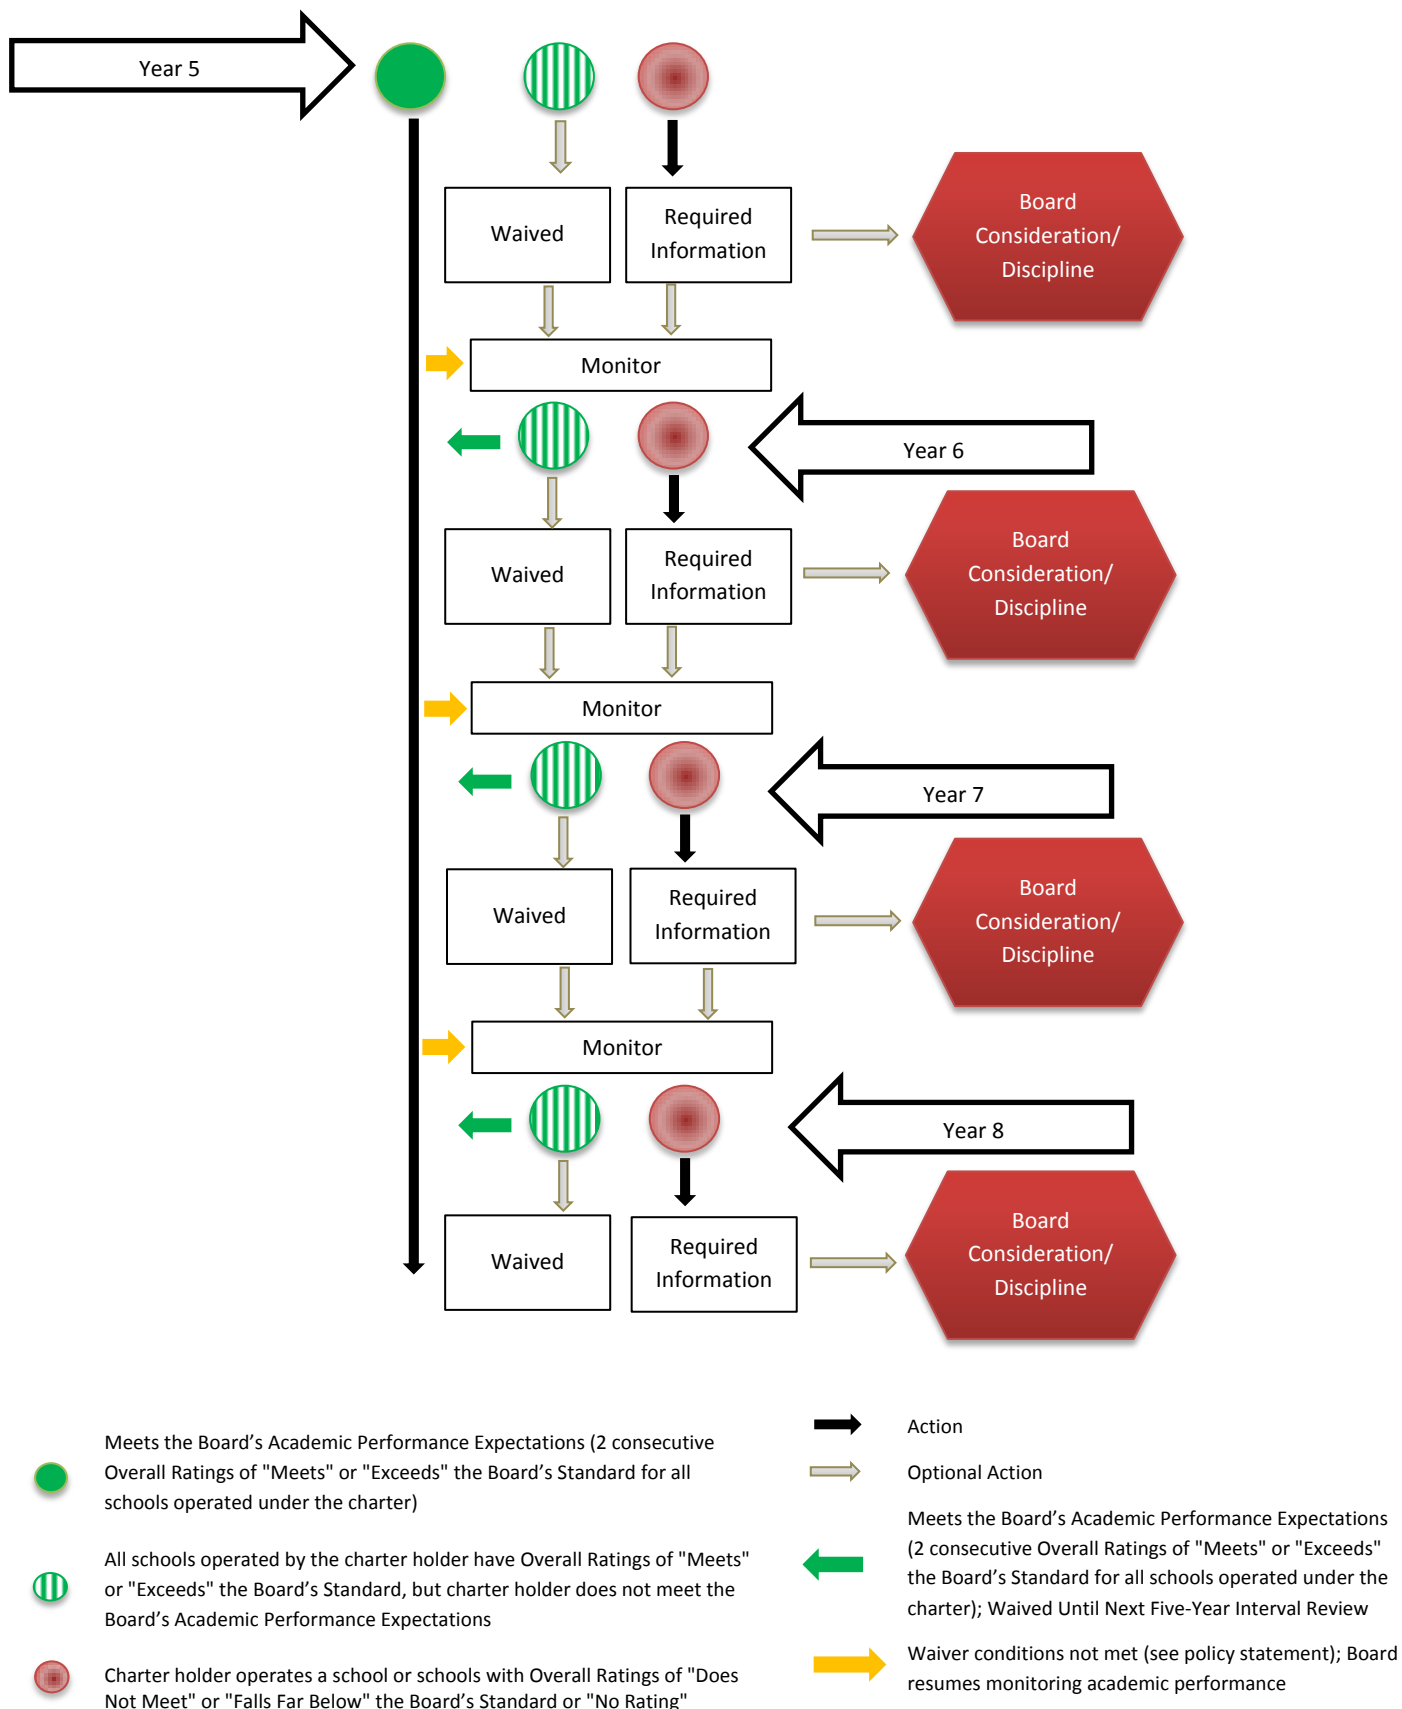 Year 5
Board
Consideration/
Discipline
Waived
Required
Information
Monitor
Year 6
Board
Consideration/
Discipline
Waived
Required
Information
Monitor
Year 7
Board
Consideration/
Discipline
Waived
Required
Information
Monitor
Year 8
Board
Consideration/
Discipline
Waived
Required
Information
Meets the Board’s Academic Performance Expectations (2 consecutive
Overall Ratings of "Meets" or "Exceeds" the Board’s Standard for all
schools operated under the charter)
All schools operated by the charter holder have Overall Ratings of "Meets"
or "Exceeds" the Board’s Standard, but charter holder does not meet the
Board’s Academic Performance Expectations
Charter holder operates a school or schools with Overall Ratings of "Does
Not Meet" or "Falls Far Below" the Board’s Standard or "No Rating"
Action
Optional Action
Meets the Board’s Academic Performance Expectations
(2 consecutive Overall Ratings of "Meets" or "Exceeds"
the Board’s Standard for all schools operated under the
charter); Waived Until Next Five-Year Interval Review
Waiver conditions not met (see policy statement); Board
resumes monitoring academic performance